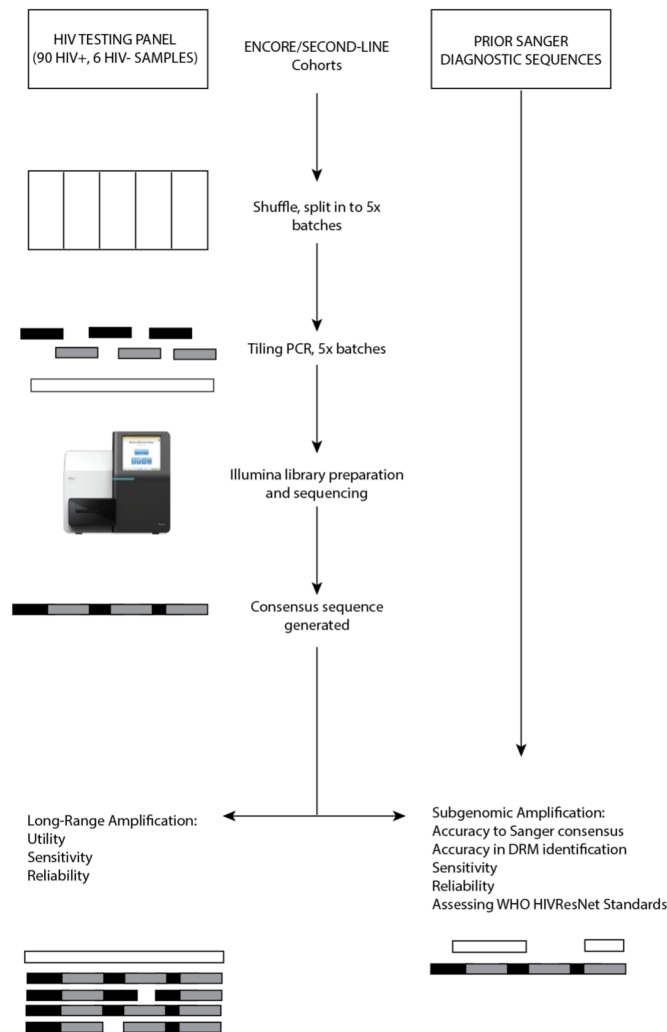 HIV TESTING PANEL
(90 HIV+, 6 HIV- SAMPLES)
ENCORE/SECOND-LINE
Cohorts
PRIOR SANGER
DIAGNOSTIC SEQUENCES
Shuffle, split in to 5x
batches
Tiling PCR, 5x batches
Illumina library preparation
and sequencing
Consensus sequence
generated
Long-Range Amplification:
Utility
Sensitivity
Reliability
Subgenomic Amplification:
Accuracy to Sanger consensus
Accuracy in DRM identification
Sensitivity
Reliability
Assessing WHO HIVResNet Standards